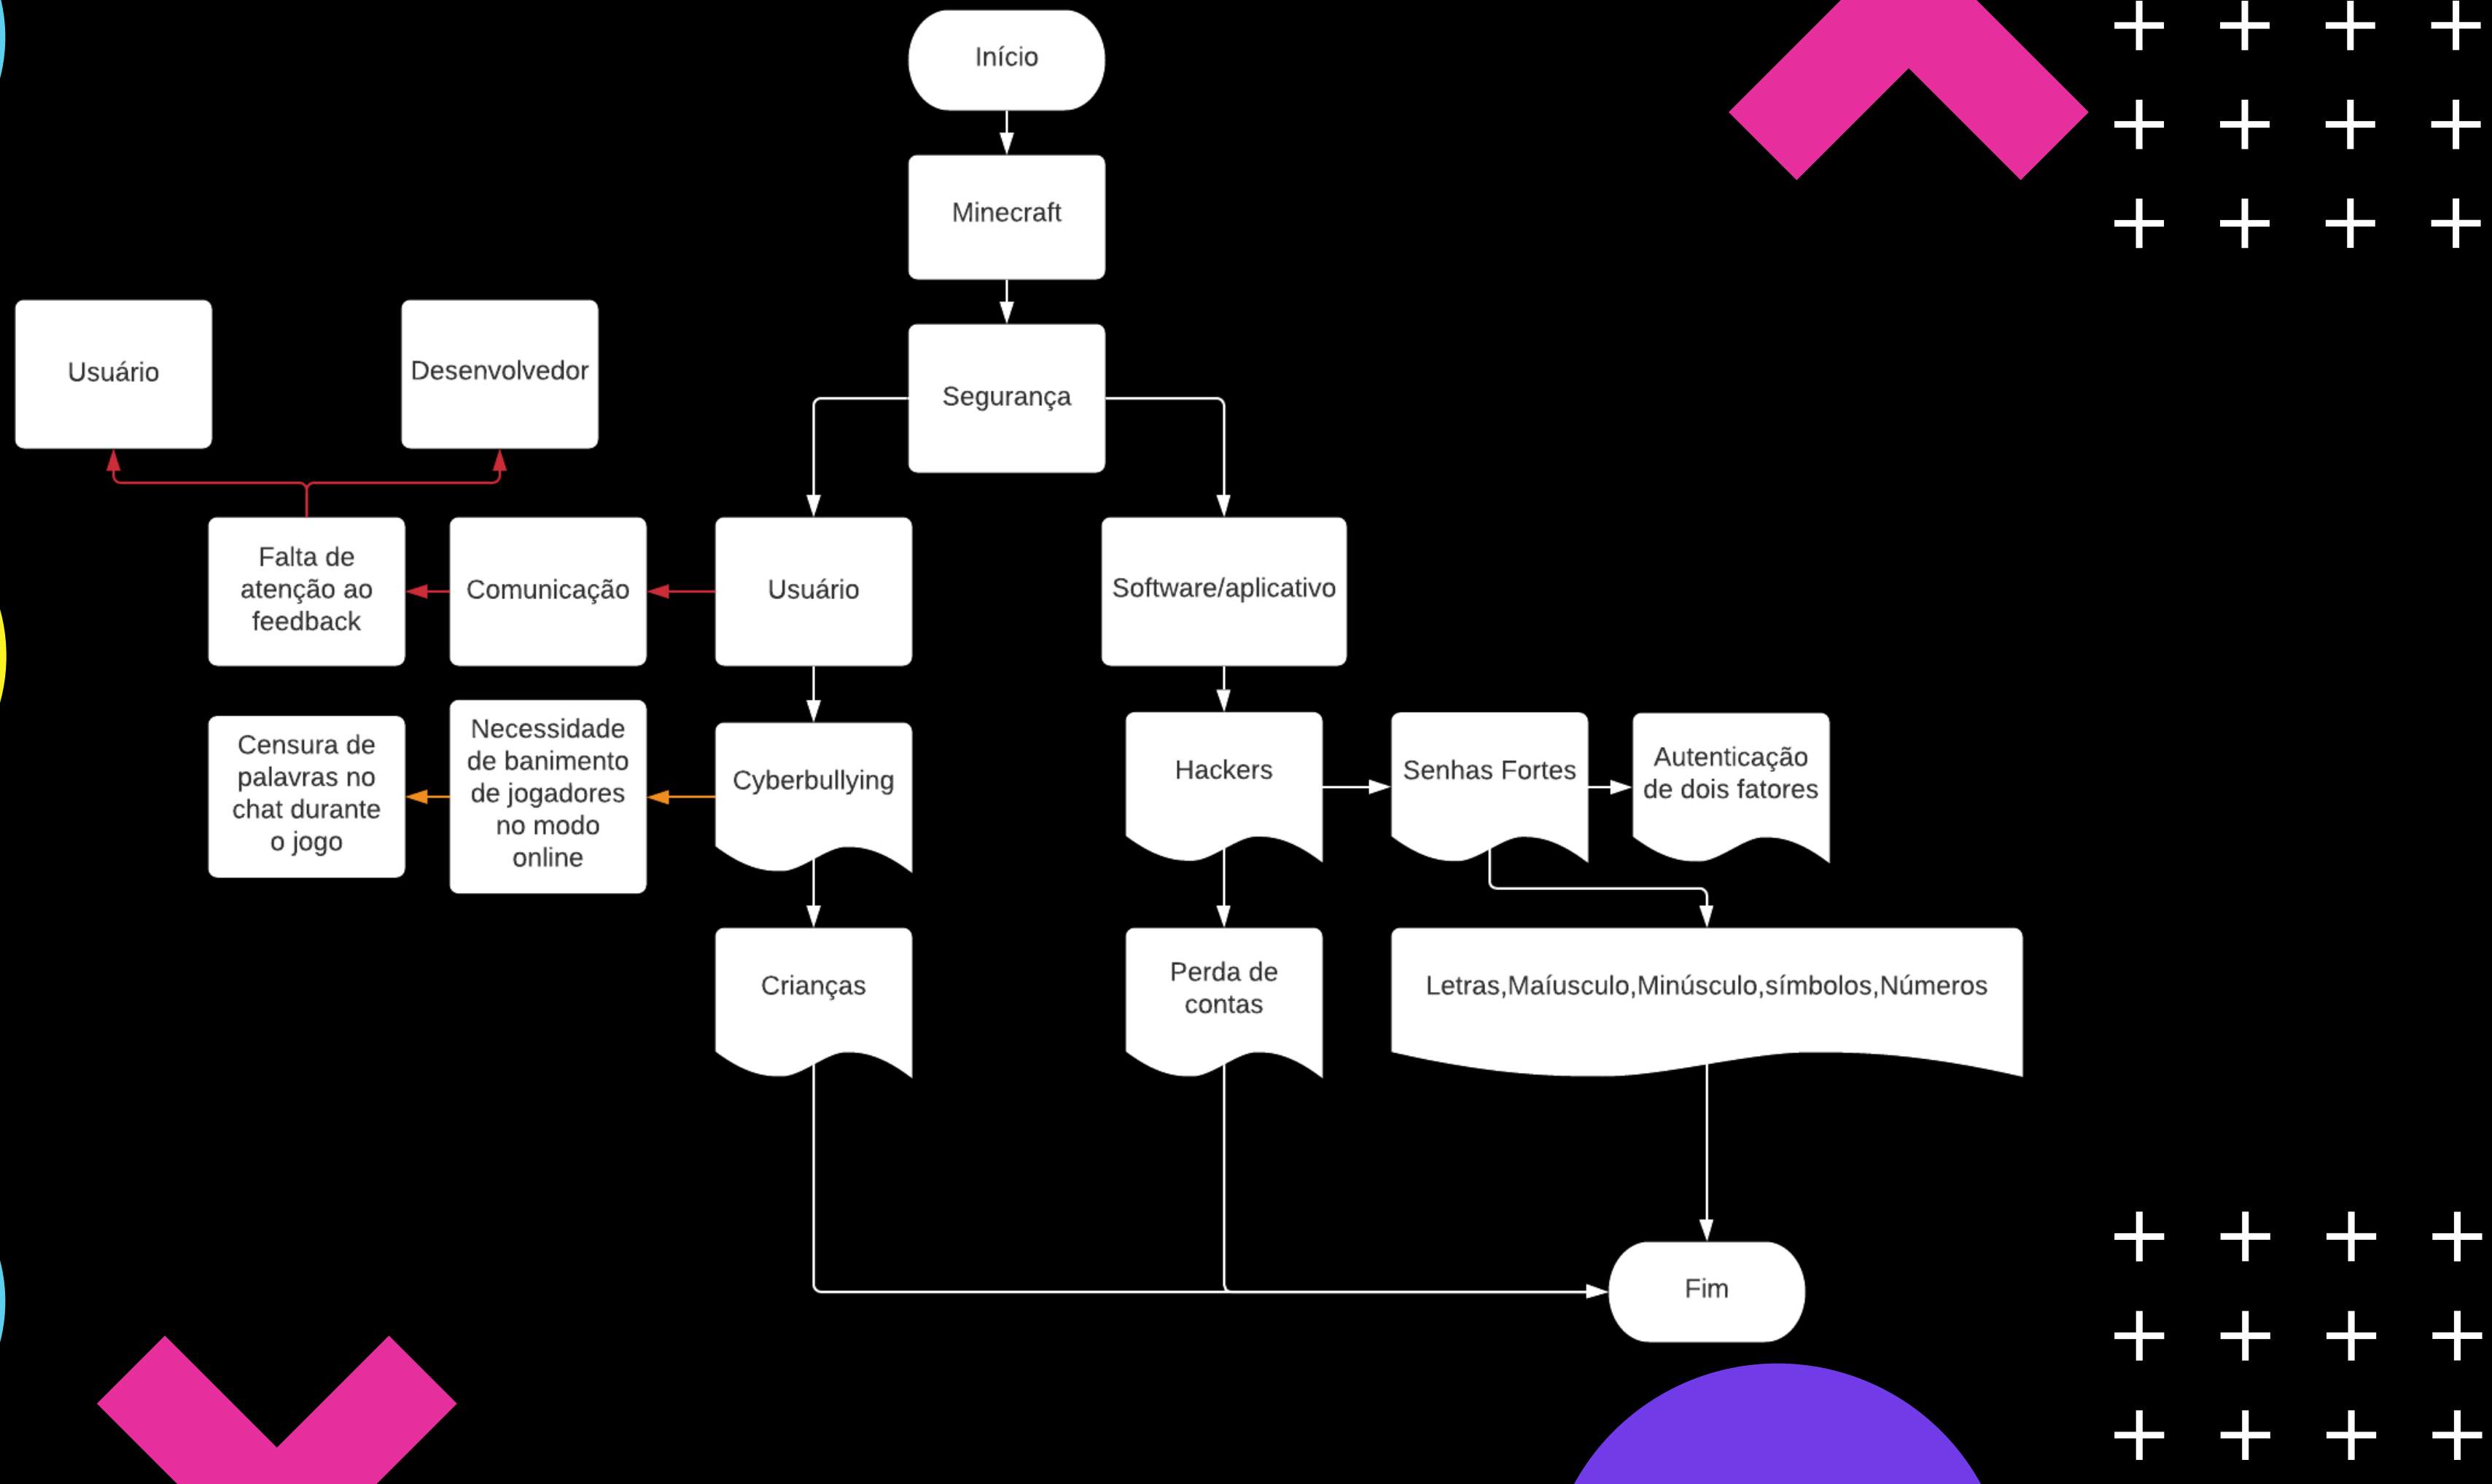 Início
Minecraft
Segurança
Usuário
Desenvolvedor
Falta de
atenção ao
feedback
Comunicação
Usuário
Software/aplicativo
Censura de
palavras no
chat durante
o jogo
Necessidade
de banimento
de jogadores
no modo
online
Cyberbullying
Hackers
Senhas Fortes
Autenticação
de dois fatores
Crianças
Perda de
contas
Letras,Maíusculo,Minúsculo,símbolos,Números
Fim